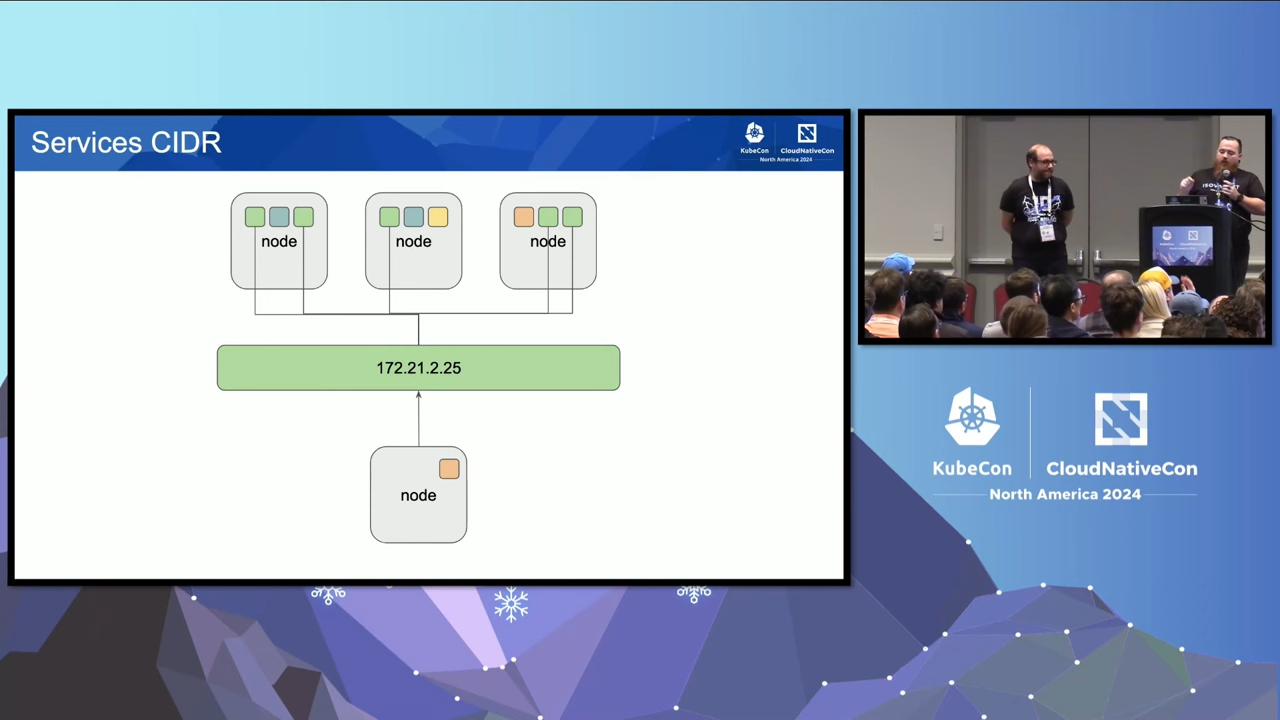 Services CIDR
KubeCon
CloudNativeCon
North America 2024
node
node
node
172.21.2.25
node
ISOVALENT
KubeCon
CloudNativeCon
North America 2024